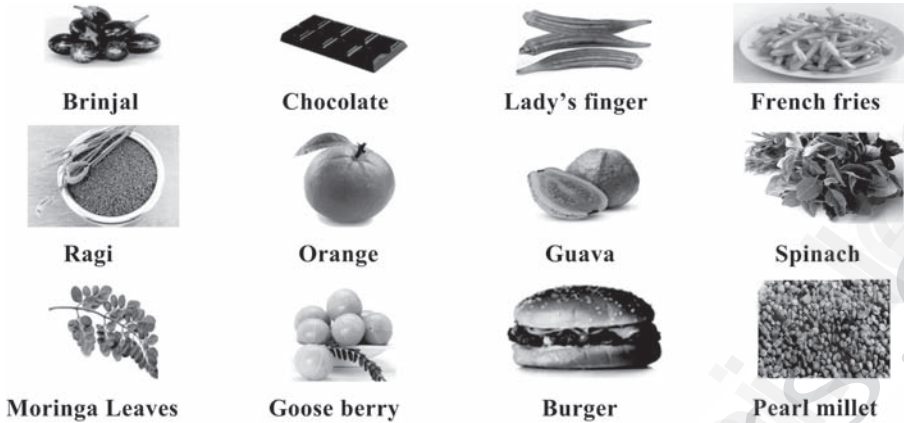 Brinjal Chocolate Lady's finger French fries
Ragi Orange Guava Spinach
Moringa Leaves Goose berry Burger Pearl millet